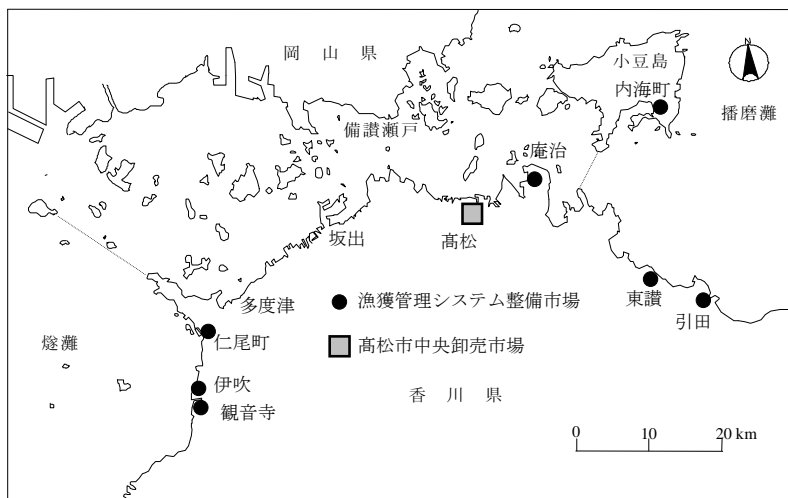 岡 山 県
小豆島
N
内海町
播磨灘
備讃瀬戸
庵治
坂出
髙松
東讃
引田
多度津
漁獲管理システム整備市場
燧灘
仁尾町
髙松市中央卸売市場
伊吹
観音寺
香 川 県
0 10 20 km